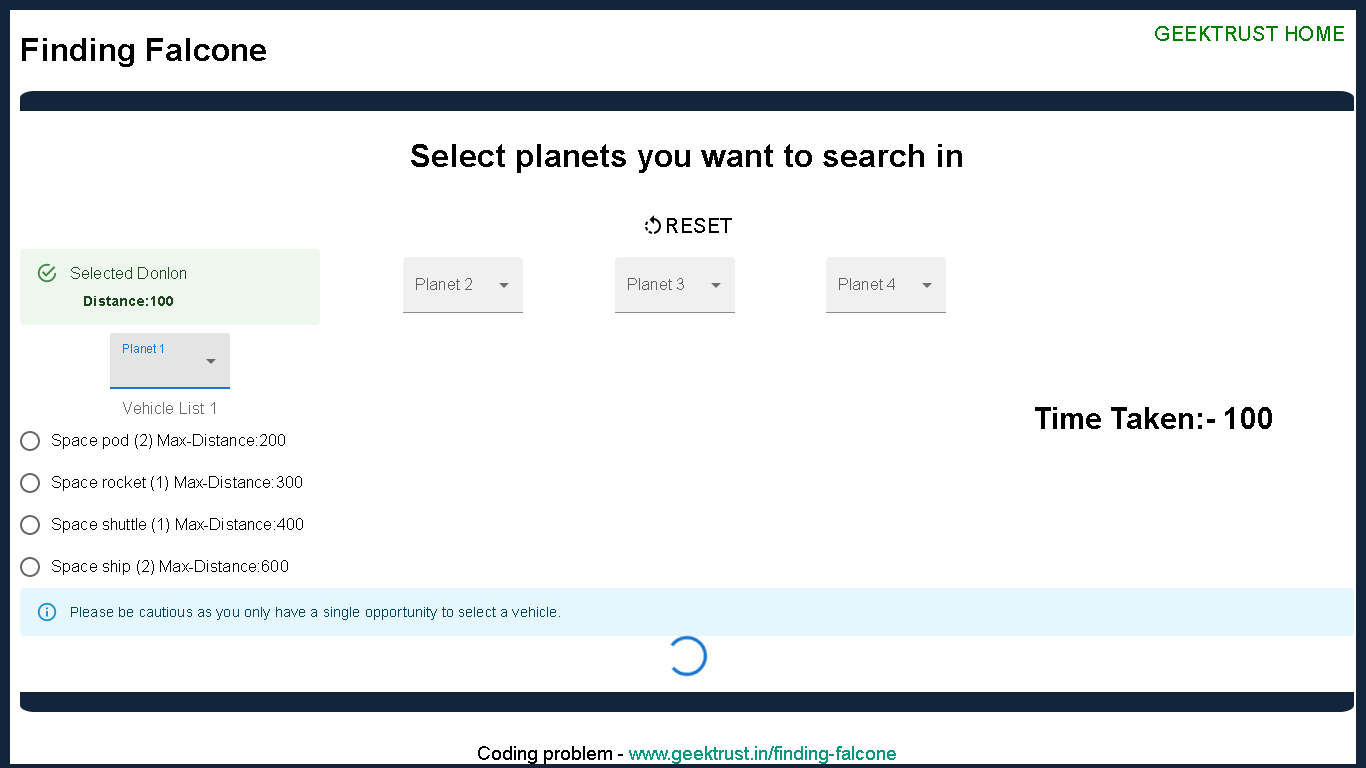 Finding Falcone
GEEKTRUST HOME
Select planets you want to search in
RESET
Selected Donlon
Distance:100
Planet 1
Vehicle List 1
Space pod (2) Max-Distance:200
Space rocket (1) Max-Distance:300
Space shuttle (1) Max-Distance:400
Space ship (2) Max-Distance:600
Planet 2
Planet 3
Planet 4
Time Taken:- 100
Please be cautious as you only have a single opportunity to select a vehicle.
Coding problem - www.geektrust.in/finding-falcone